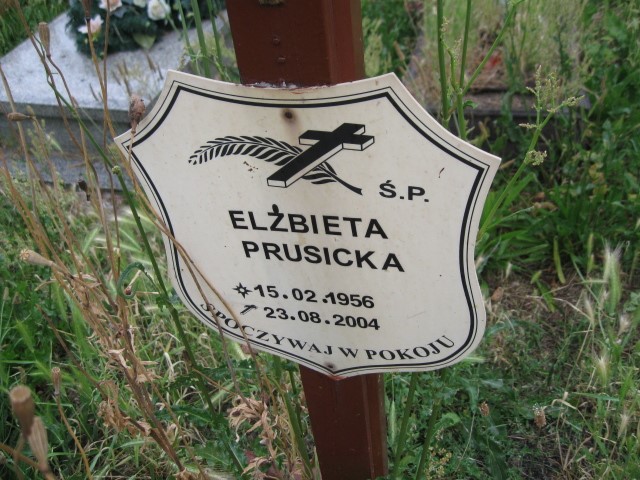 Ś.P.
ELŻBIETA
PRUSICKA
15.02.1956
23.08.2004
SPOCZYWAJ W POKOJU